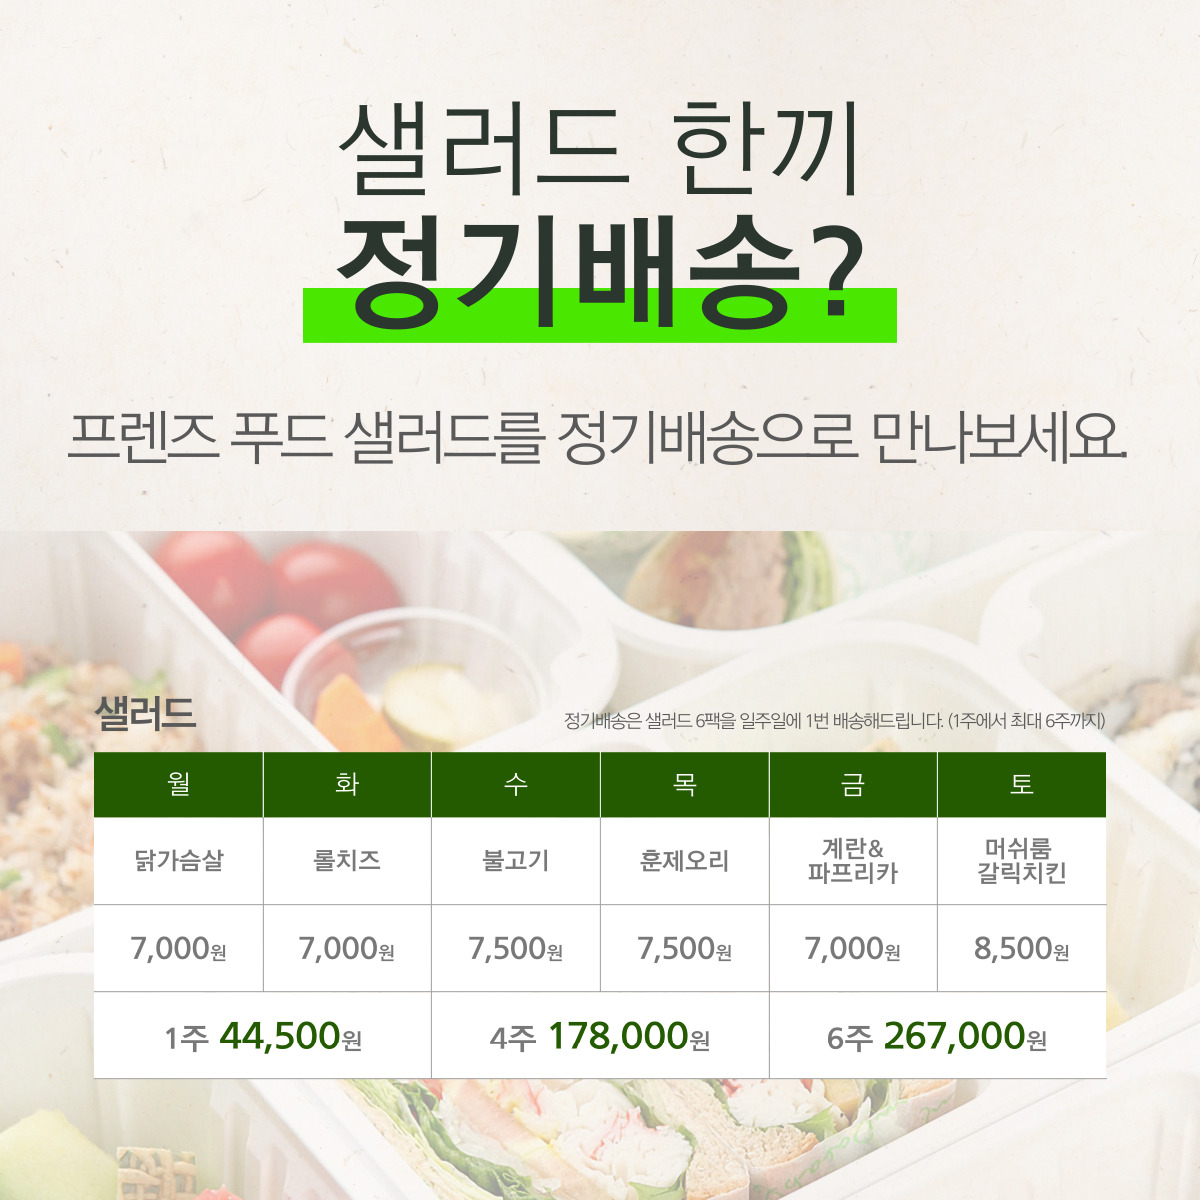 샐러드 한끼
정기배송?
프렌즈 푸드 샐러드를 정기배송으로 만나보세요.
샐러드
정기배송은 샐러드 6팩을 일주일에 1번 배송해드립니다. (1주에서 최대 6주까지)
월 화 수 목 금 토
닭가슴살 롤치즈 불고기 훈제오리 계란& 머쉬룸
파프리카 갈릭치킨
7,000원 7,000원 7,500원 7,500원 7,000원 8,500원
1주 44,500원 4주 178,000원 6주 267,000원